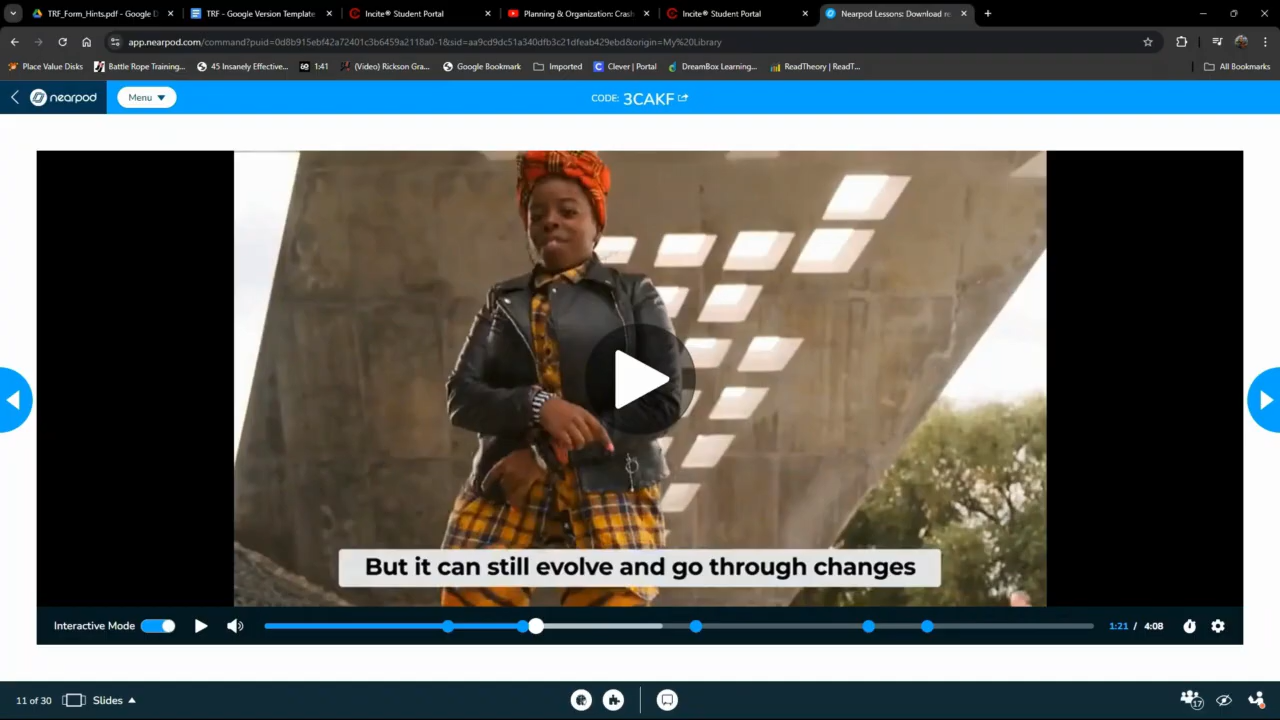 TRF_Form_Hints.pdf - Google D
TRF - Google Version Template
Incite® Student Portal
Planning & Organization: Crash
Incite® Student Portal
Nearpod Lessons: Download re
app.nearpod.com/command?puid=0d8b915ebf42a72401c3b6459a2118a0-1&sid=aa9cd9dc51a340dfb3c21dfeab429ebd&origin=My%20Library
Place Value Disks
Battle Rope Training...
45 Insanely Effective...
1:41
(Video) Rickson Gra...
Google Bookmark
Imported
Clever | Portal
DreamBox Learning...
ReadTheory | ReadT...
All Bookmarks
nearpod
Menu
CODE: 3CAKF
But it can still evolve and go through changes
Interactive Mode
1:21 / 4:08
11 of 30
Slides
17